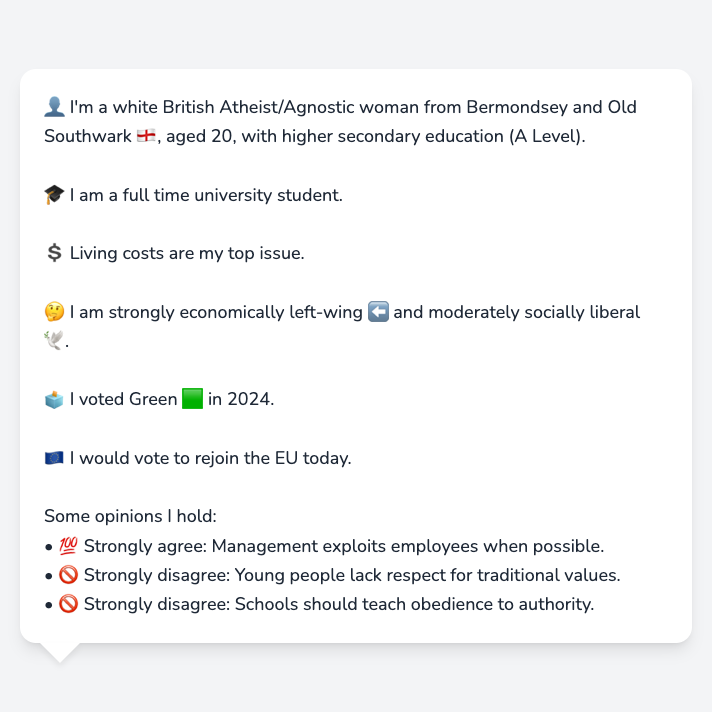 👤 I'm a white British Atheist/Agnostic woman from Bermondsey and Old
Southwark 🏴󠁧󠁢󠁥󠁮󠁧󠁿, aged 20, with higher secondary education (A Level).
🎓 I am a full time university student.
💲 Living costs are my top issue.
🤔 I am strongly economically left-wing ⬅️ and moderately socially liberal
🕊️.
🗳️ I voted Green 🟩 in 2024.
🇪🇺 I would vote to rejoin the EU today.
Some opinions I hold:
• 💯 Strongly agree: Management exploits employees when possible.
• 🚫 Strongly disagree: Young people lack respect for traditional values.
• 🚫 Strongly disagree: Schools should teach obedience to authority.